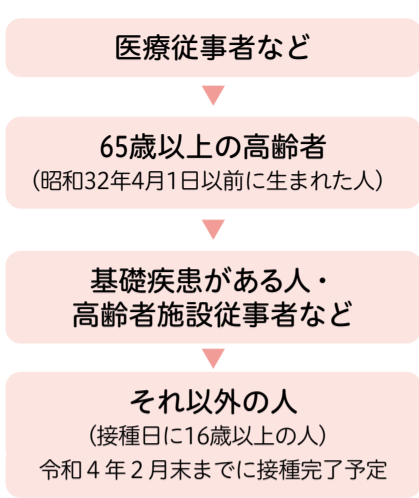 医療従事者など
65歳以上の高齢者
（昭和32年4月1日以前に生まれた人）
基礎疾患がある人・
高齢者施設従事者など
それ以外の人
（接種日に16歳以上の人）
令和４年２月末までに接種完了予定